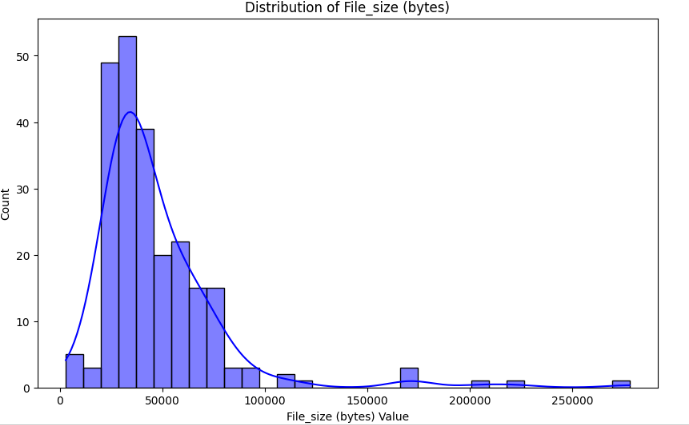 Distribution of File_size (bytes)
50
40
30
20
10
0
Count
0 50000 100000 150000 200000 250000
File_size (bytes) Value